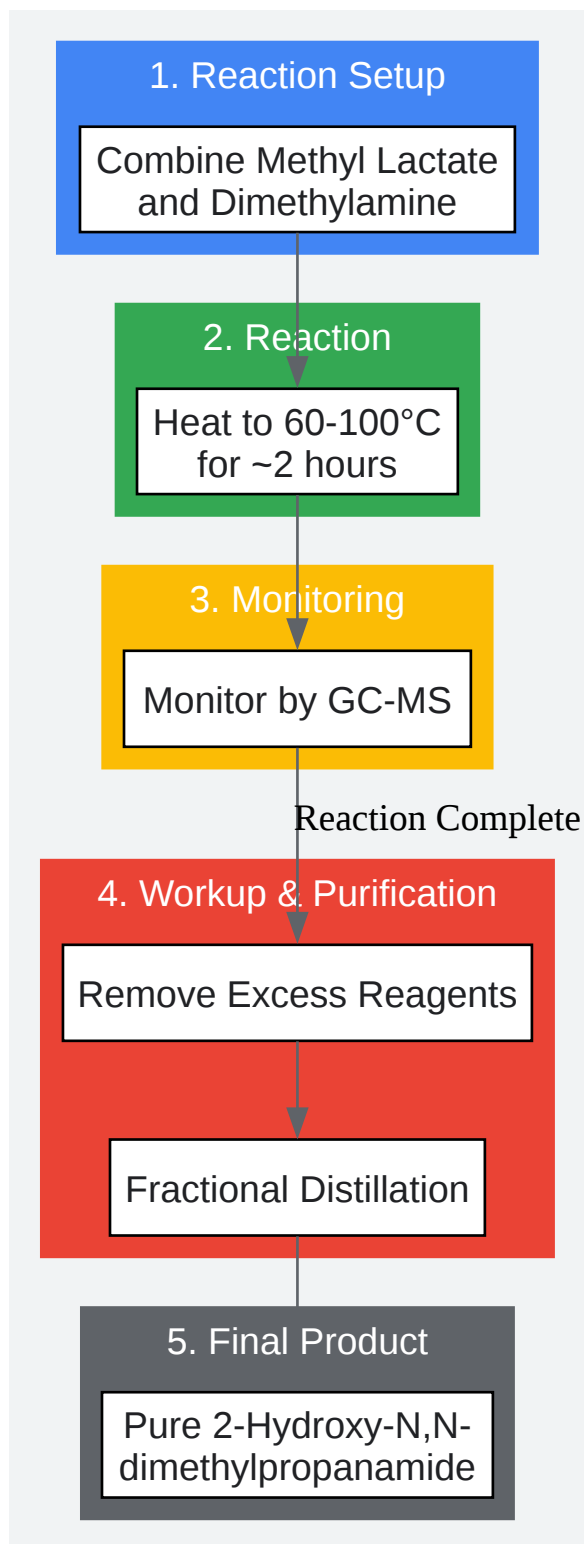 1. Reaction Setup
Combine Methyl Lactate
and Dimethylamine
2. Reaction
Heat to 60-100°C
for ~2 hours
3. Monitoring
Monitor by GC-MS
Reaction Complete
4. Workup & Purification
Remove Excess Reagents
Fractional Distillation
5. Final Product
Pure 2-Hydroxy-N,N-
dimethylpropanamide